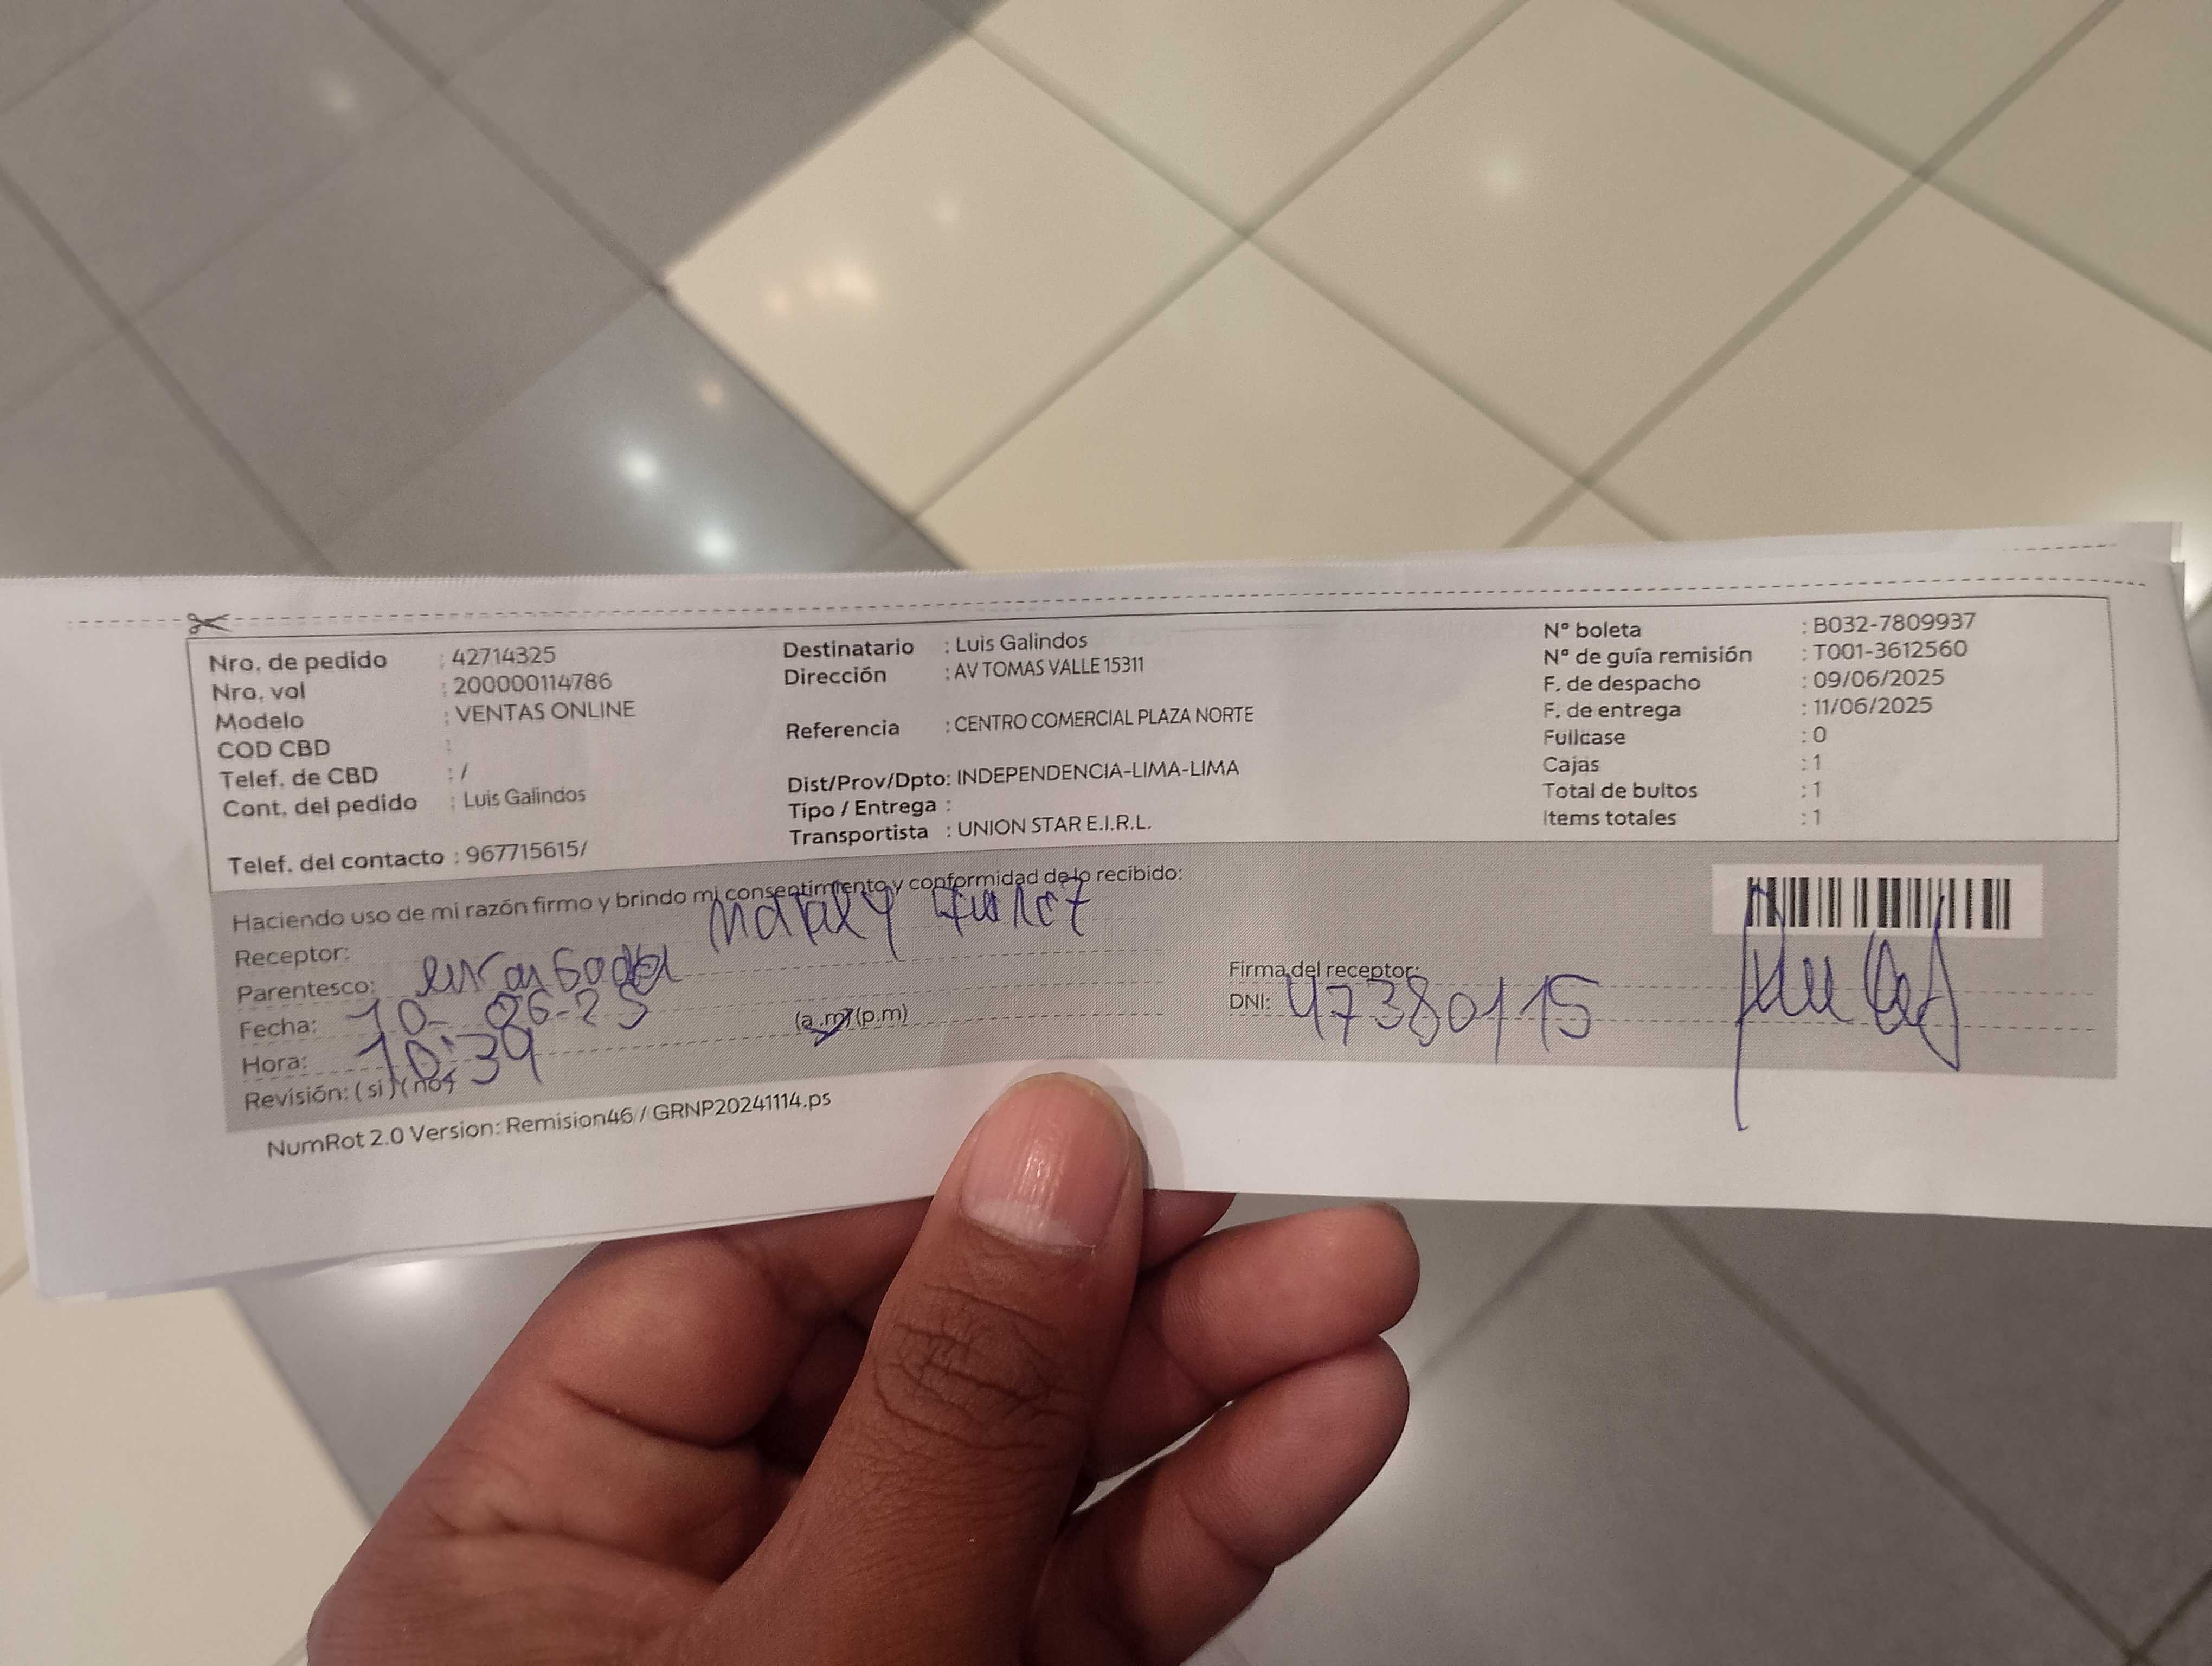 Nro. de pedido : 42714325
Nro. vol : 200000114786
Modelo : VENTAS ONLINE
COD CBD :
Telef. de CBD : /
Cont. del pedido : Luis Galindos
Telef. del contacto : 967715615/
Destinatario : Luis Galindos
Dirección : AV TOMAS VALLE 15311
Referencia : CENTRO COMERCIAL PLAZA NORTE
Dist/Prov/Dpto: INDEPENDENCIA-LIMA-LIMA
Tipo / Entrega :
Transportista : UNION STAR E.I.R.L.
Nº boleta : B032-7809937
Nº de guía remisión : T001-3612560
F. de despacho : 09/06/2025
F. de entrega : 11/06/2025
Fullcase : 0
Cajas : 1
Total de bultos : 1
Items totales : 1
Haciendo uso de mi razón firmo y brindo mi consentimiento y conformidad de lo recibido:
Receptor: Nataly
Parentesco:
Fecha: 10-06-25
Hora: 10:39 (a.m) (p.m)
Revisión: (si) (no)
Firma del receptor:
DNI: 47380115
NumRot 2.0 Version: Remision46 / GRNP20241114.ps